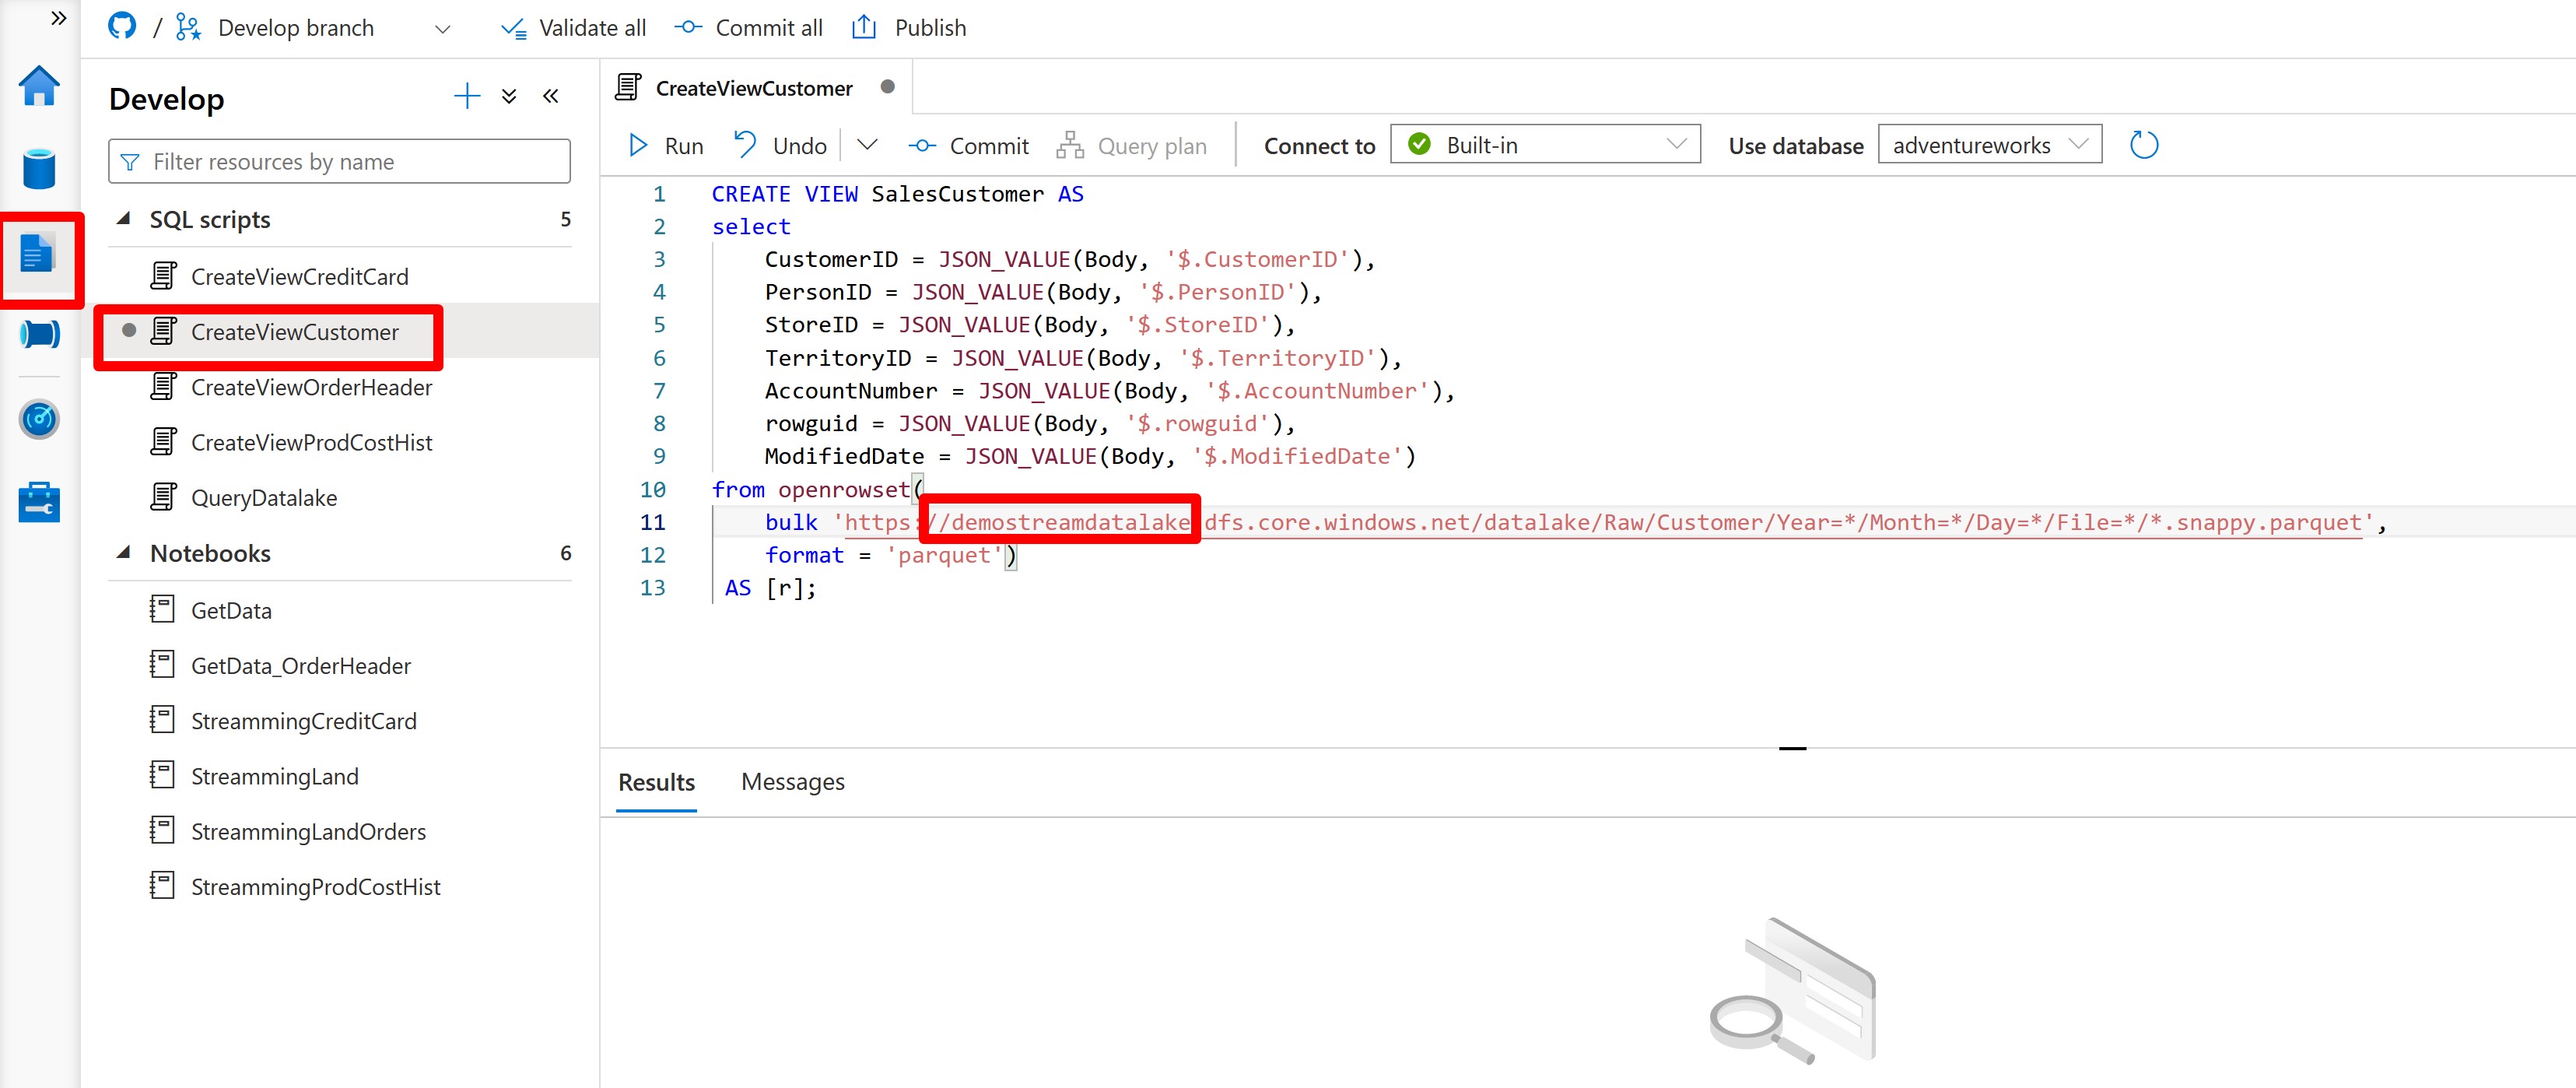 / Develop branch Validate all Commit all Publish
Develop
Filter resources by name
SQL scripts 5
CreateViewCreditCard
CreateViewCustomer
CreateViewOrderHeader
CreateViewProdCostHist
QueryDatalake
Notebooks 6
GetData
GetData_OrderHeader
StreammingCreditCard
StreammingLand
StreammingLandOrders
StreammingProdCostHist
CreateViewCustomer
Run Undo Commit Query plan Connect to Built-in Use database adventureworks
1 CREATE VIEW SalesCustomer AS
2 select
3 CustomerID = JSON_VALUE(Body, '$.CustomerID'),
4 PersonID = JSON_VALUE(Body, '$.PersonID'),
5 StoreID = JSON_VALUE(Body, '$.StoreID'),
6 TerritoryID = JSON_VALUE(Body, '$.TerritoryID'),
7 AccountNumber = JSON_VALUE(Body, '$.AccountNumber'),
8 rowguid = JSON_VALUE(Body, '$.rowguid'),
9 ModifiedDate = JSON_VALUE(Body, '$.ModifiedDate')
10 from openrowset(
11 bulk 'https://demostreamdatalake.dfs.core.windows.net/datalake/Raw/Customer/Year=*/Month=*/Day=*/File=*/*.snappy.parquet',
12 format = 'parquet')
13 AS [r];
Results Messages